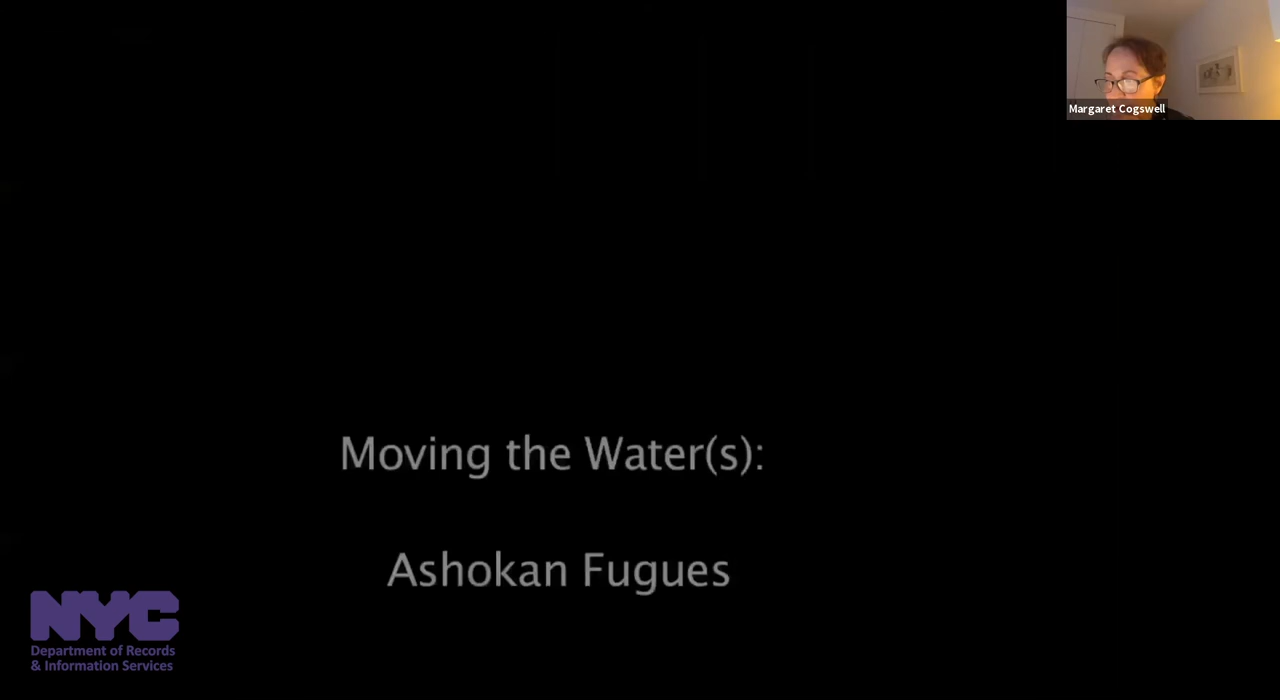 Margaret Cogswell
Moving the Water(s):
Ashokan Fugues
NYC
Department of Records
& Information Services